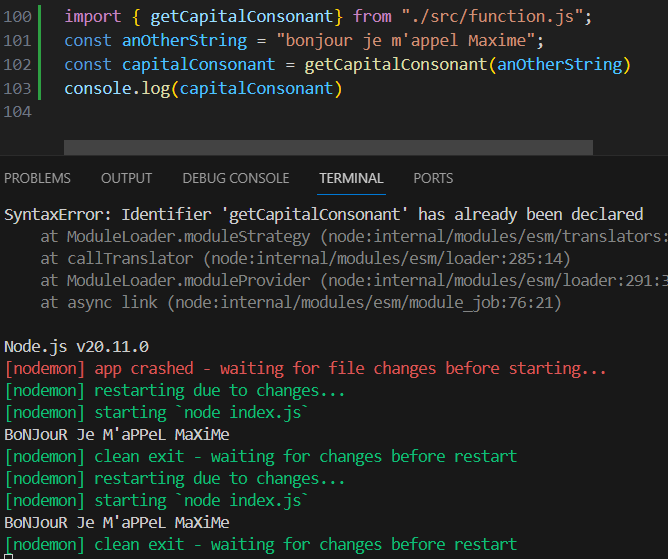 100 import { getCapitalConsonant} from "./src/function.js";
101 const anOtherString = "bonjour je m'appel Maxime";
102 const capitalConsonant = getCapitalConsonant(anOtherString)
103 console.log(capitalConsonant)
104
PROBLEMS OUTPUT DEBUG CONSOLE TERMINAL PORTS
SyntaxError: Identifier 'getCapitalConsonant' has already been declared
at ModuleLoader.moduleStrategy (node:internal/modules/esm/translators:
at callTranslator (node:internal/modules/esm/loader:285:14)
at ModuleLoader.moduleProvider (node:internal/modules/esm/loader:291:3
at async link (node:internal/modules/esm/module_job:76:21)
Node.js v20.11.0
[nodemon] app crashed - waiting for file changes before starting...
[nodemon] restarting due to changes...
[nodemon] starting `node index.js`
BoNJouR Je M'aPPeL MaXiMe
[nodemon] clean exit - waiting for changes before restart
[nodemon] restarting due to changes...
[nodemon] starting `node index.js`
BoNJouR Je M'aPPeL MaXiMe
[nodemon] clean exit - waiting for changes before restart